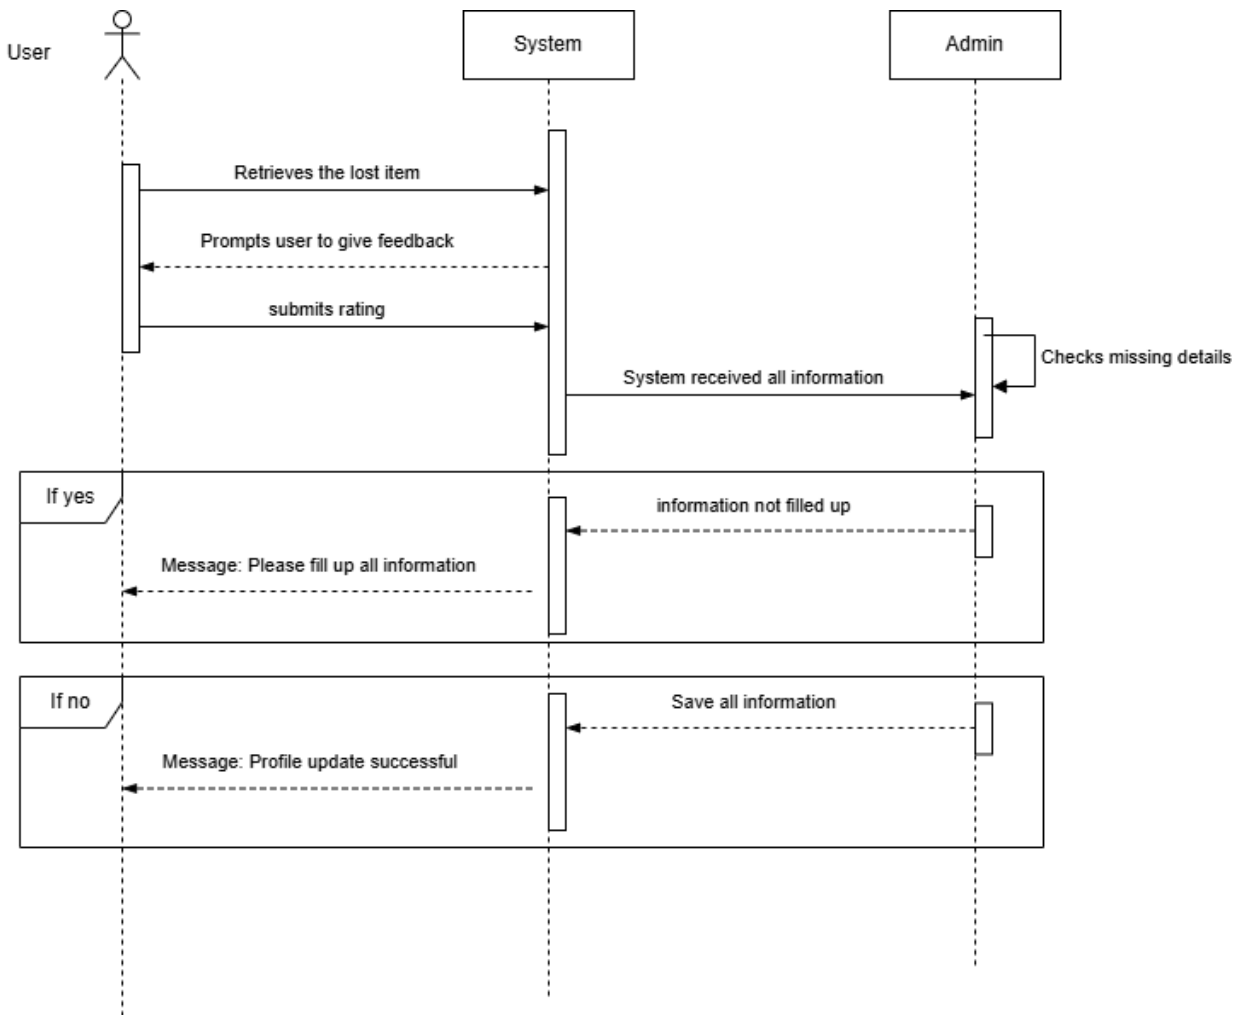 User
System
Admin
Retrieves the lost item
Prompts user to give feedback
submits rating
Checks missing details
System received all information
If yes
information not filled up
Message: Please fill up all information
If no
Save all information
Message: Profile update successful